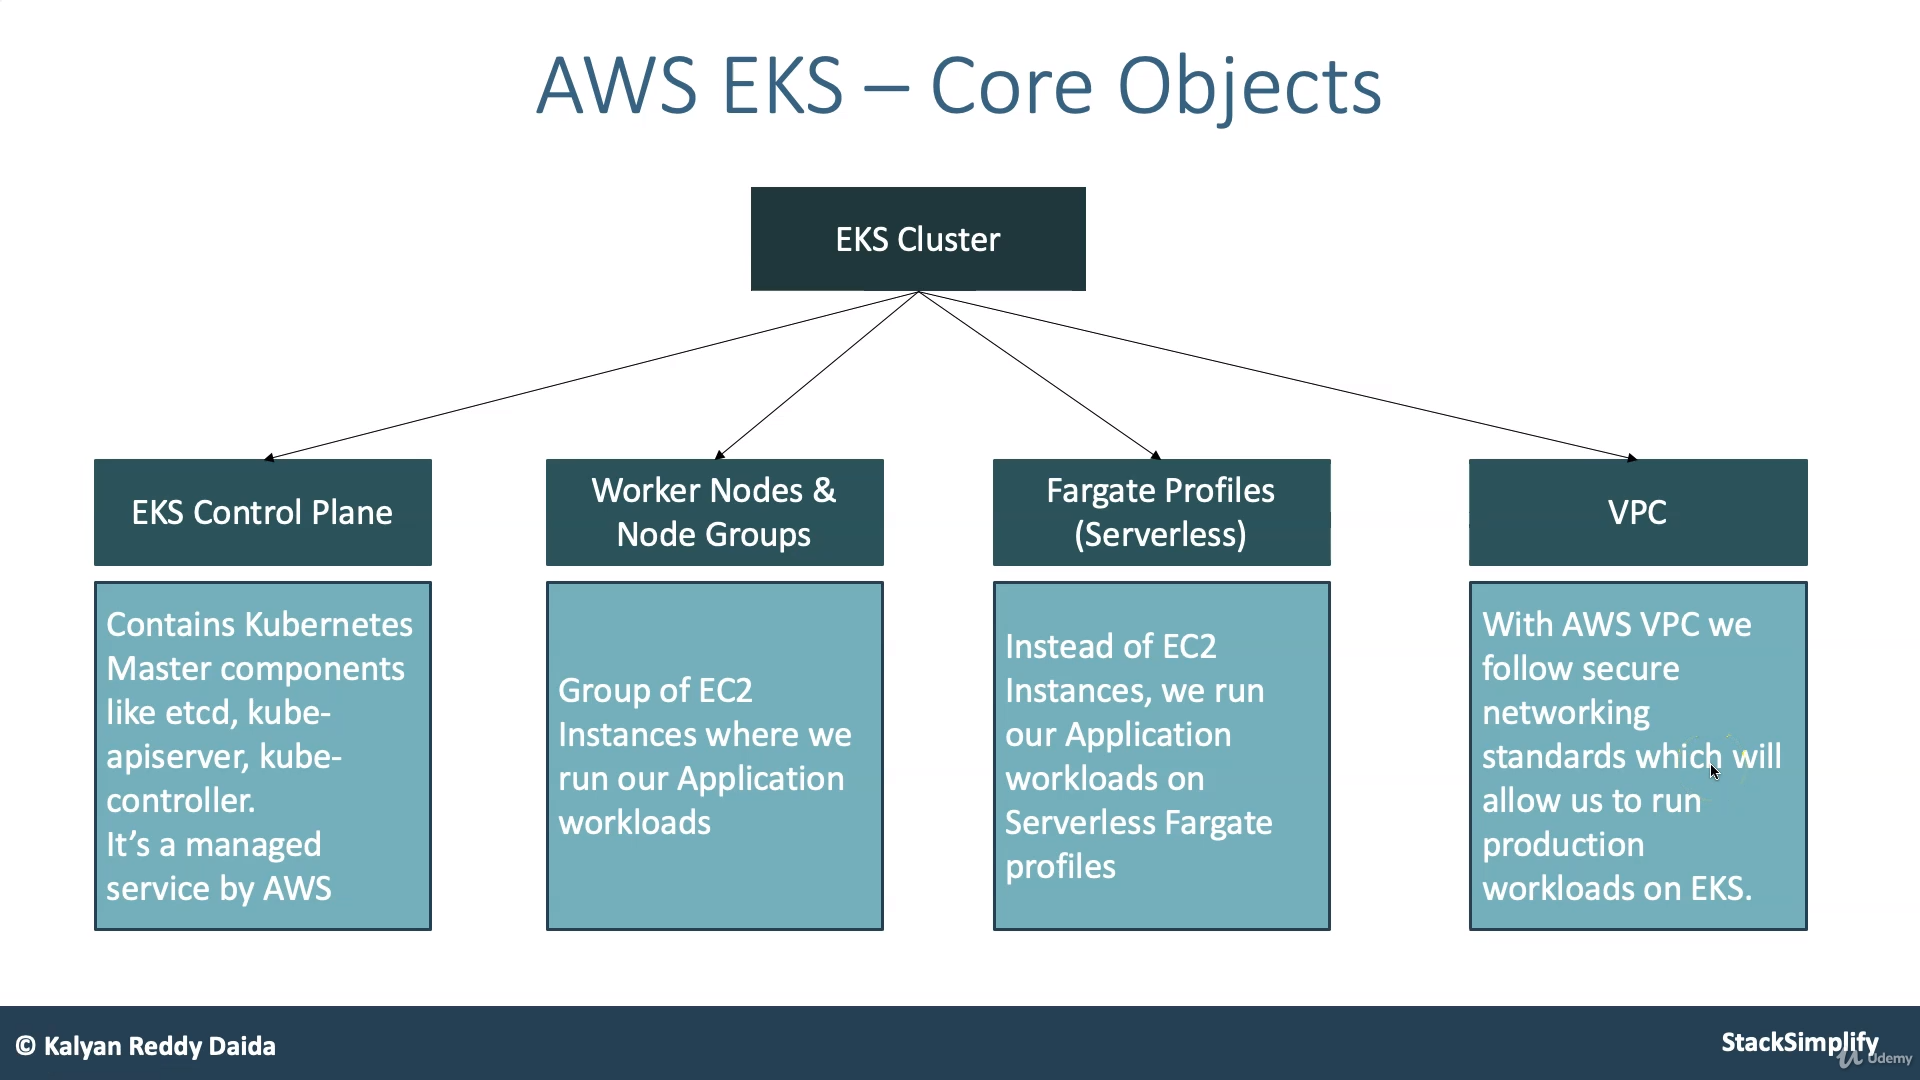 AWS EKS – Core Objects
EKS Cluster
EKS Control Plane
Contains Kubernetes
Master components
like etcd, kube-
apiserver, kube-
controller.
It’s a managed
service by AWS
Worker Nodes &
Node Groups
Group of EC2
Instances where we
run our Application
workloads
Fargate Profiles
(Serverless)
Instead of EC2
Instances, we run
our Application
workloads on
Serverless Fargate
profiles
VPC
With AWS VPC we
follow secure
networking
standards which will
allow us to run
production
workloads on EKS.
© Kalyan Reddy Daida
StackSimplify
Udemy